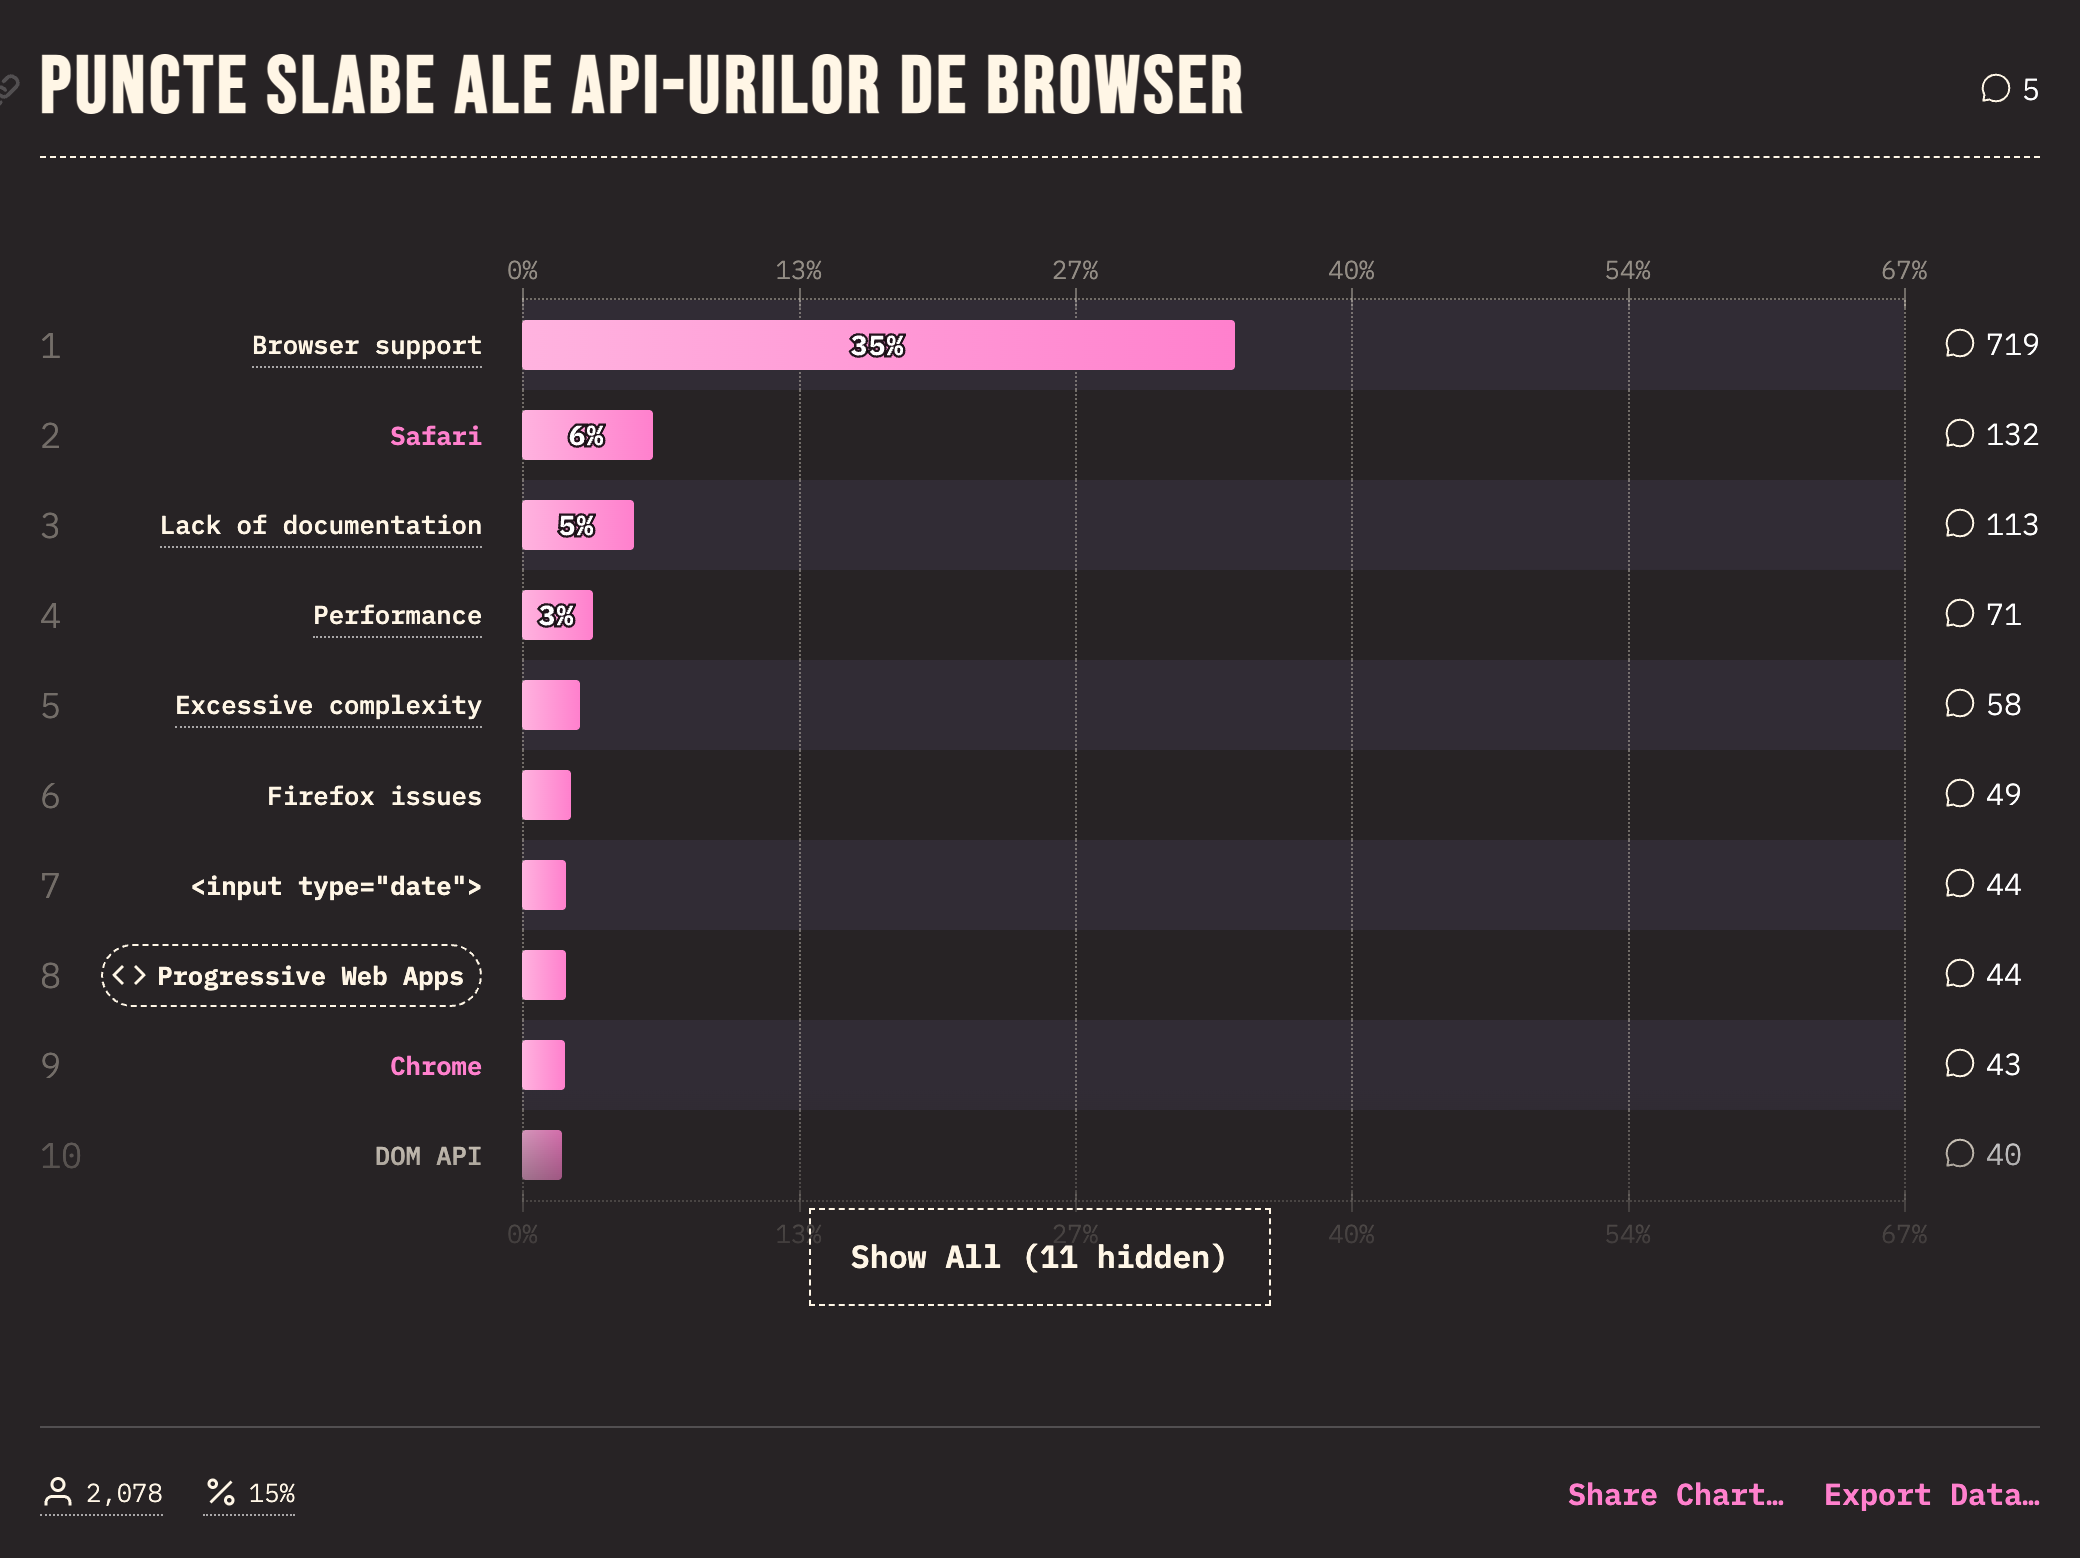 PUNCTE SLABE ALE API-URILOR DE BROWSER
5
0% 13% 27% 40% 54% 67%
1 Browser support 35% 719
2 Safari 6% 132
3 Lack of documentation 5% 113
4 Performance 3% 71
5 Excessive complexity 58
6 Firefox issues 49
7 <input type="date"> 44
8 <> Progressive Web Apps 44
9 Chrome 43
10 DOM API 40
0% 13% 27% 40% 54% 67%
Show All (11 hidden)
2,078 % 15% Share Chart… Export Data…